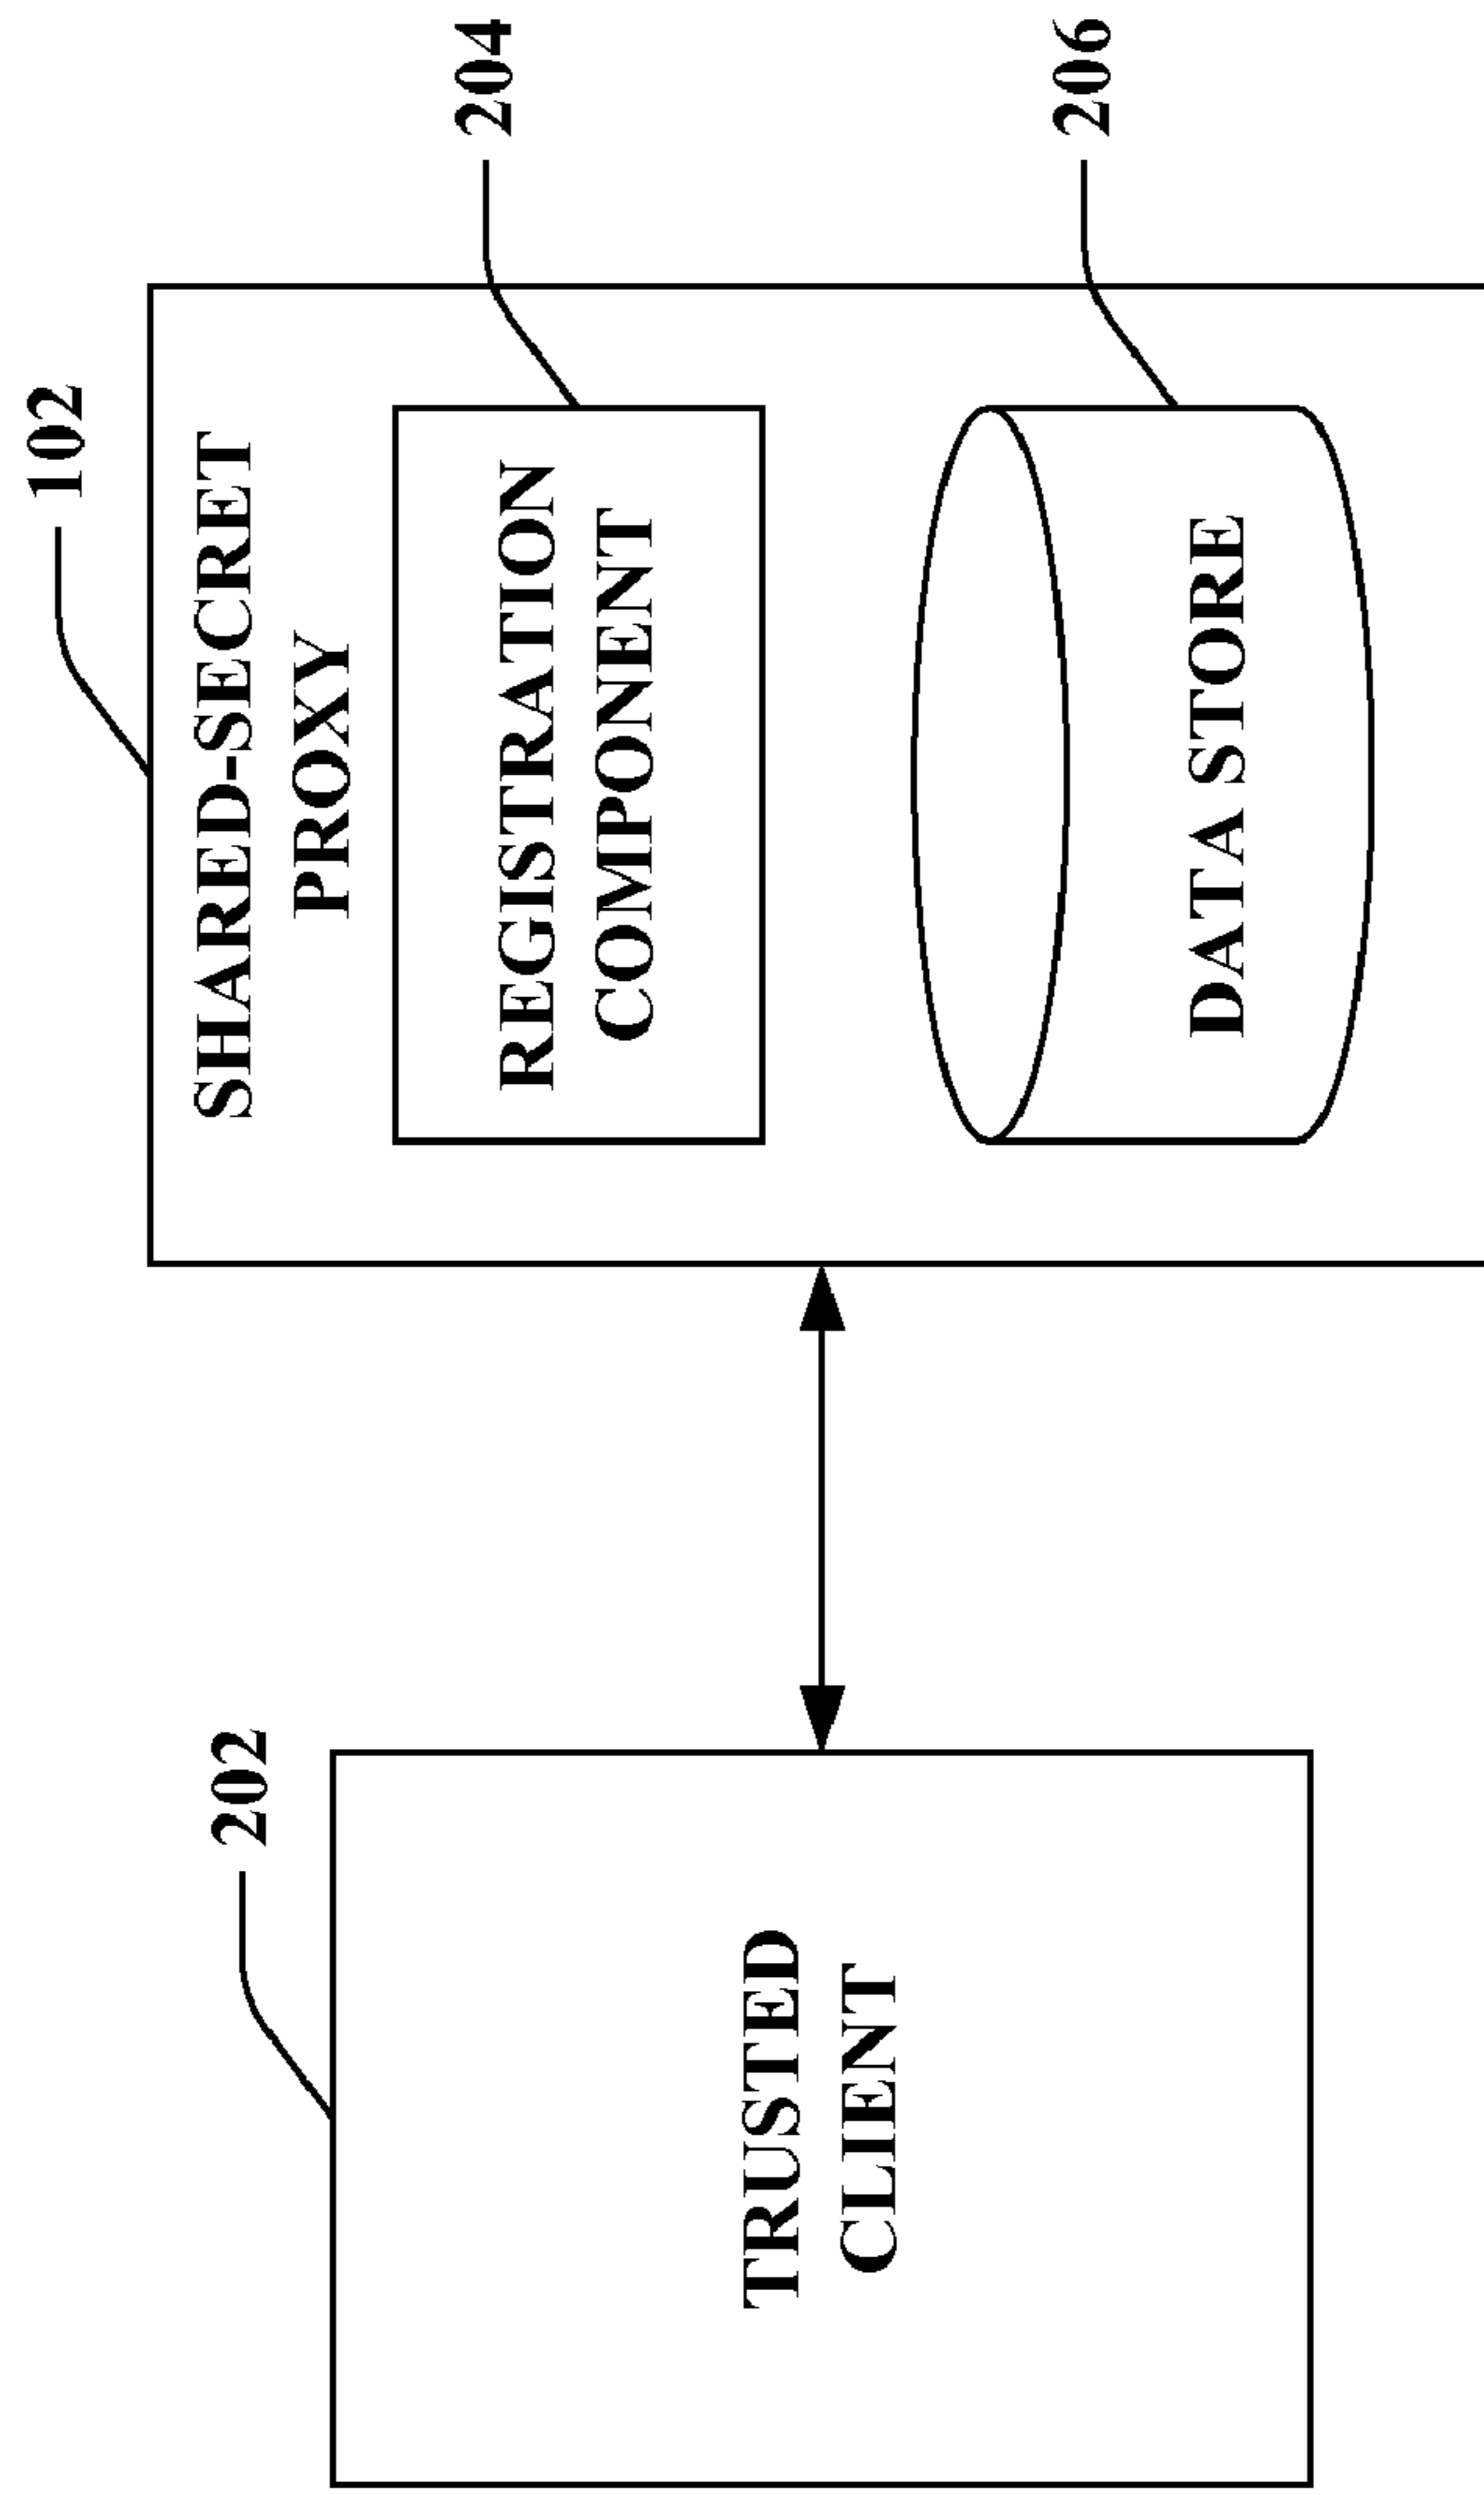 102
SHARED-SECRET
PROXY
204
REGISTRATION
COMPONENT
206
DATA STORE
202
TRUSTED
CLIENT